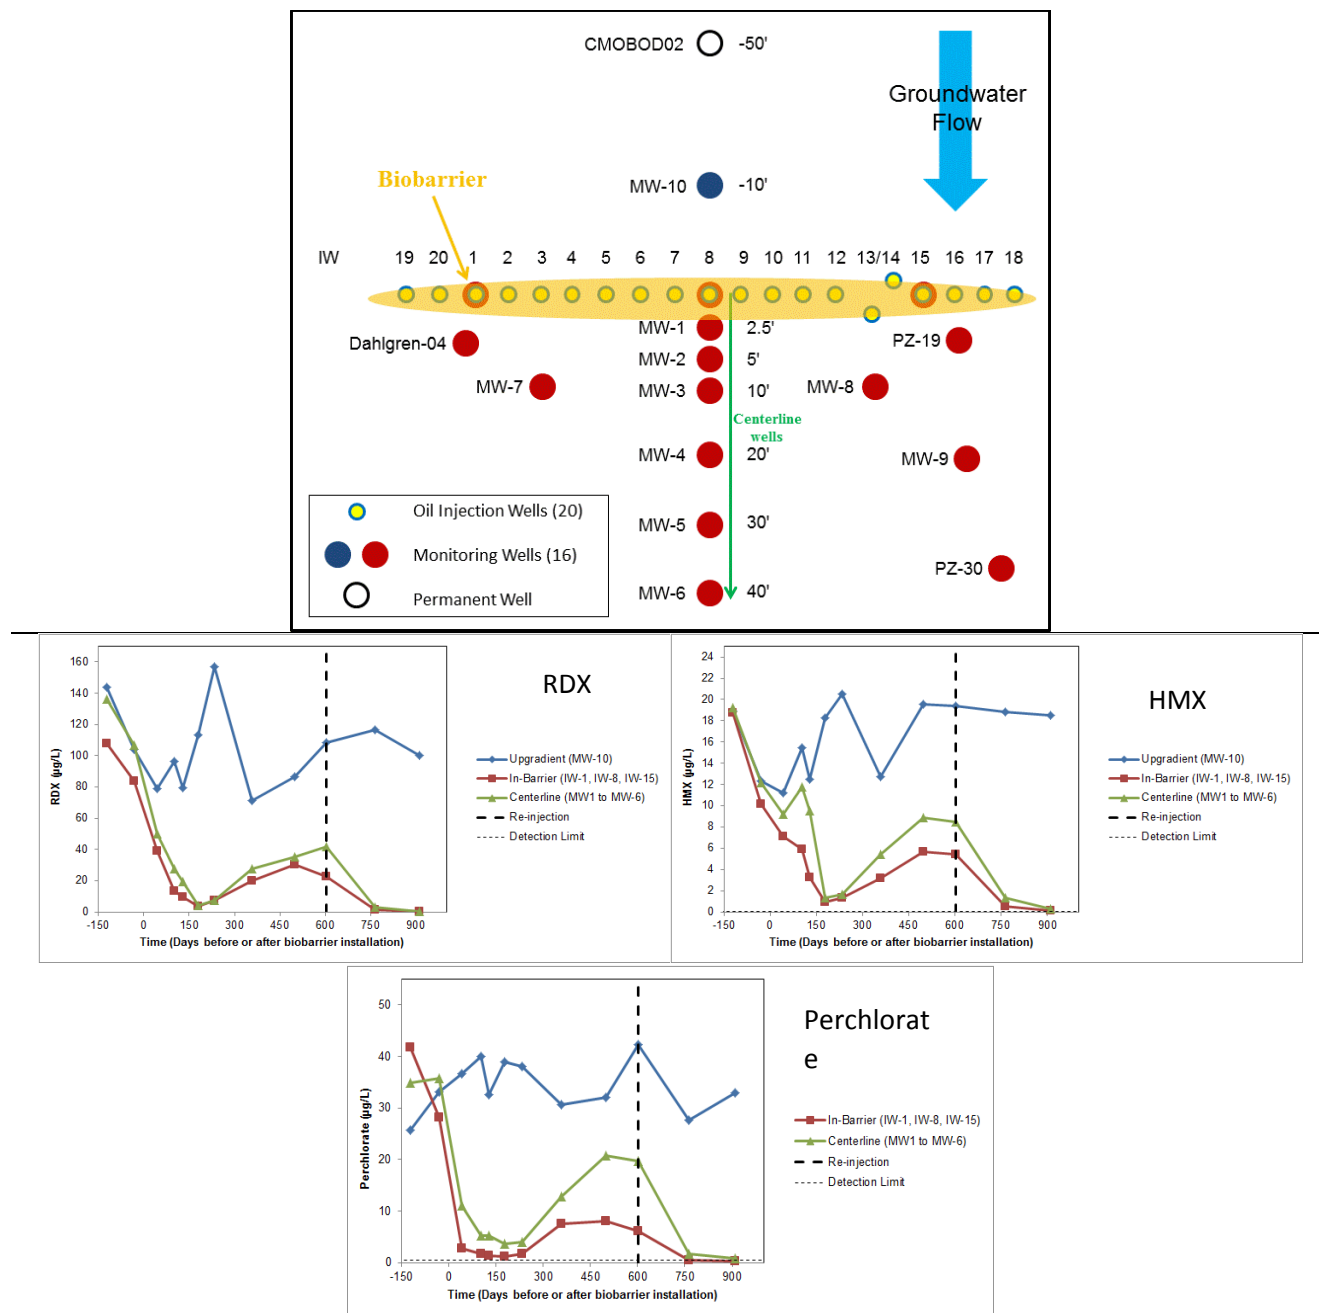 CMOBOD02 -50'
Groundwater
Flow
Biobarrier
MW-10 -10'
IW 19 20 1 2 3 4 5 6 7 8 9 10 11 12 13/14 15 16 17 18
MW-1 2.5'
Dahlgren-04
PZ-19
MW-2 5'
MW-7
MW-3 10'
MW-8
Centerline
wells
MW-4 20'
MW-9
Oil Injection Wells (20)
MW-5 30'
Monitoring Wells (16)
PZ-30
Permanent Well
MW-6 40'
RDX
RDX (µg/L)
160
140
120
100
80
60
40
20
0
-150 0 150 300 450 600 750 900
Time (Days before or after biobarrier installation)
Upgradient (MW-10)
In-Barrier (IW-1, IW-8, IW-15)
Centerline (MW1 to MW-6)
Re-injection
Detection Limit
HMX
HMX (µg/L)
24
22
20
18
16
14
12
10
8
6
4
2
0
-150 0 150 300 450 600 750 900
Time (Days before or after biobarrier installation)
Upgradient (MW-10)
In-Barrier (IW-1, IW-8, IW-15)
Centerline (MW1 to MW-6)
Re-injection
Detection Limit
Perchlorat
e
Perchlorate (µg/L)
50
40
30
20
10
0
-150 0 150 300 450 600 750 900
Time (Days before or after biobarrier installation)
In-Barrier (IW-1, IW-8, IW-15)
Centerline (MW1 to MW-6)
Re-injection
Detection Limit